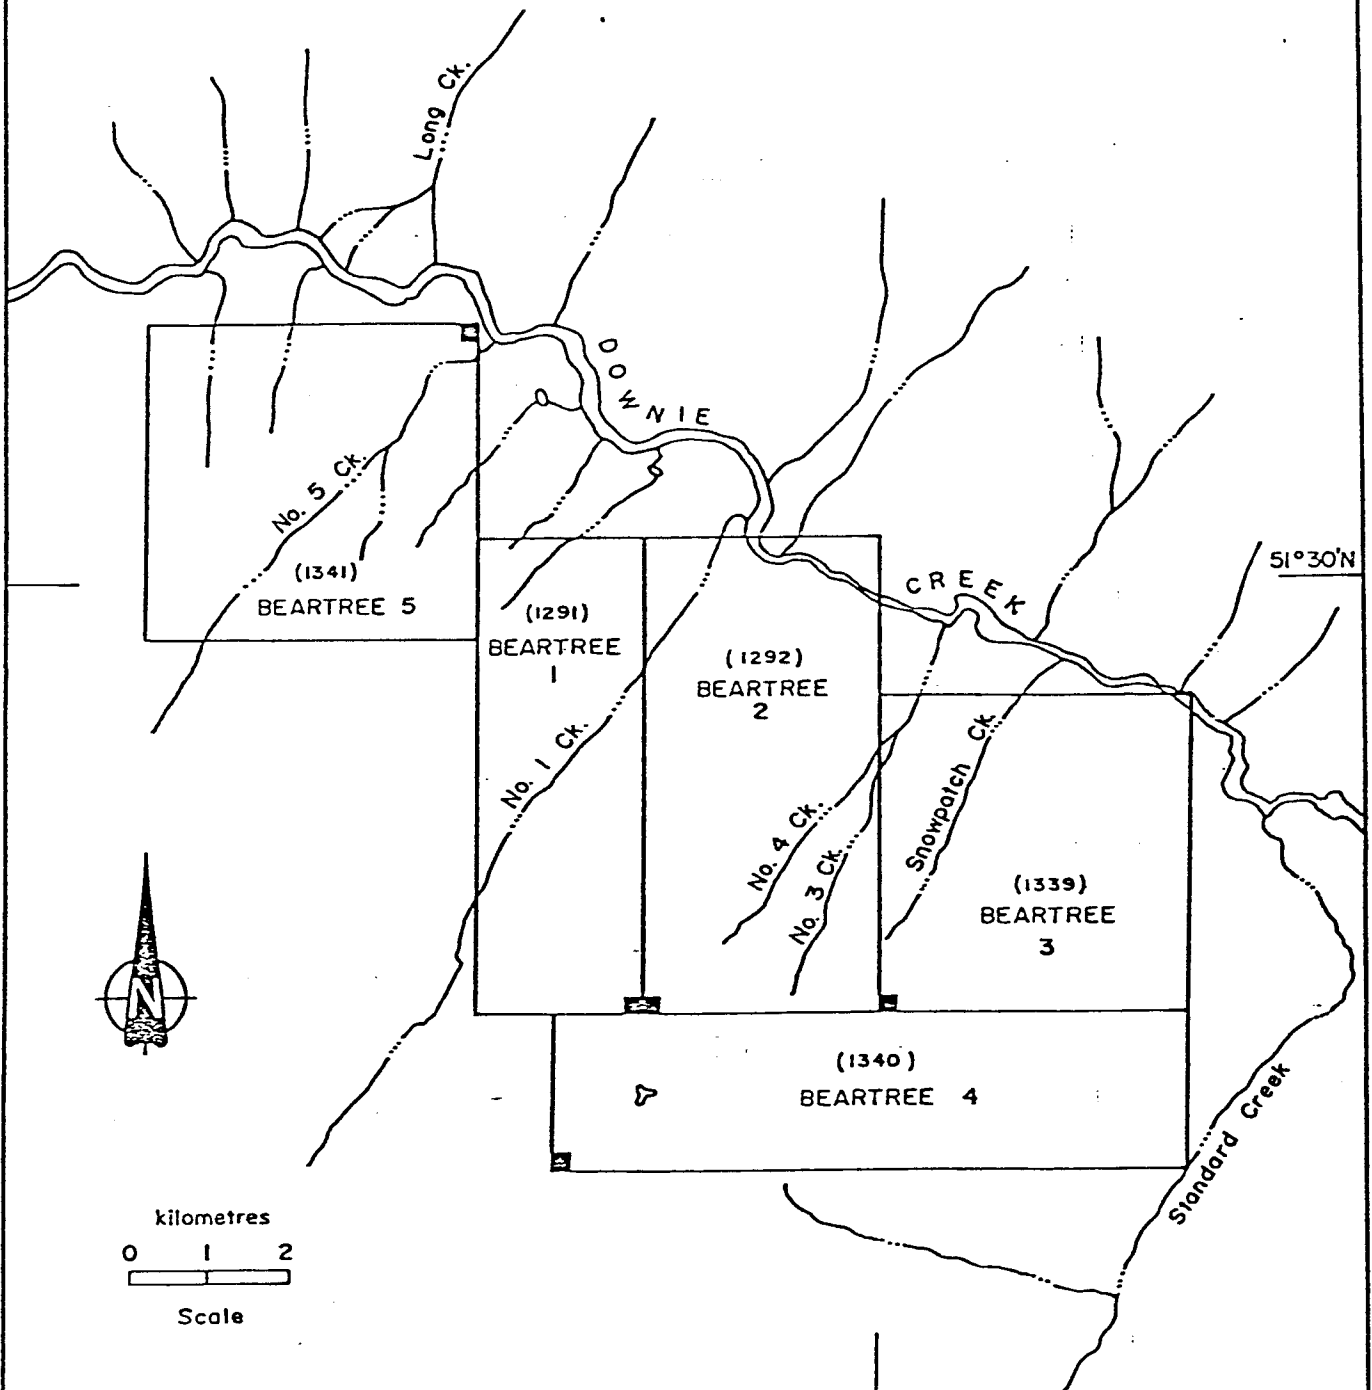 Long Ck.
DOWNIE
CREEK
No. 5 Ck.
51°30'N
(1341)
BEARTREE 5
(1291)
BEARTREE
1
(1292)
BEARTREE
2
No. 1 Ck.
No. 4 Ck.
No. 3 Ck.
Snowpatch Ck.
(1339)
BEARTREE
3
N
(1340)
BEARTREE 4
Standard Creek
kilometres
0 1 2
Scale